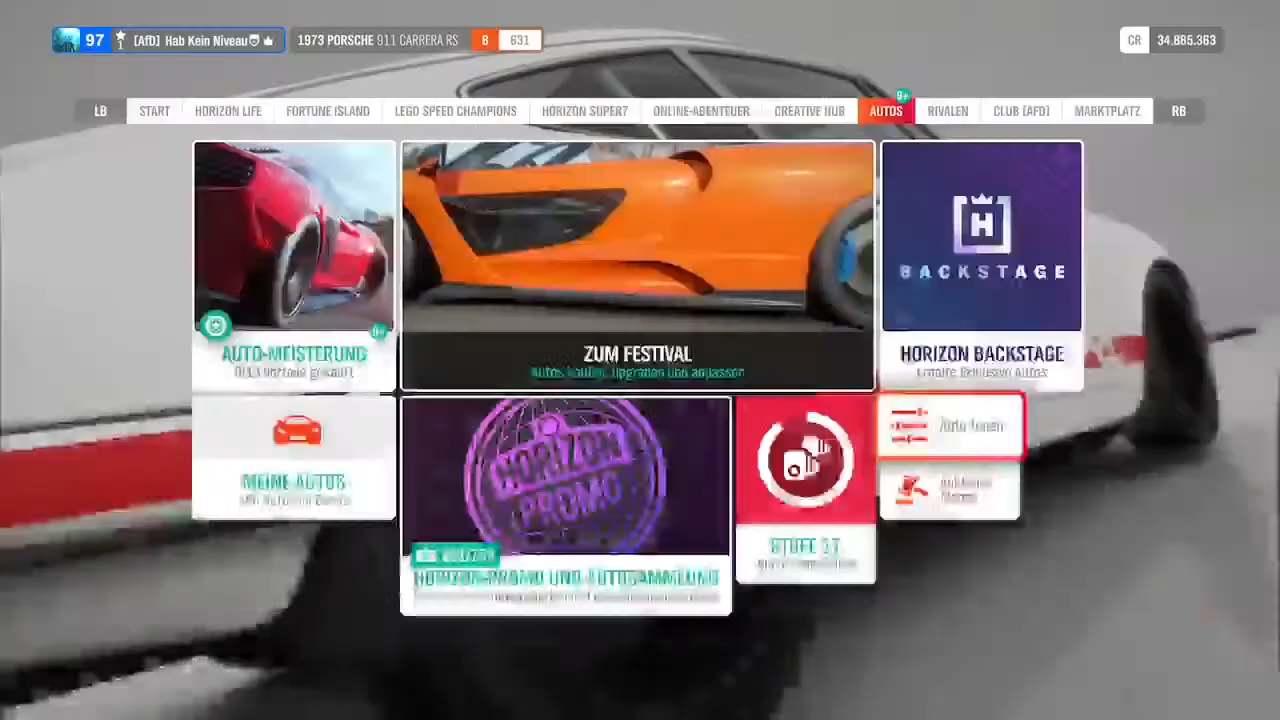 97 1 [AfD] Hab Kein Niveau
1973 PORSCHE 911 CARRERA RS B 631
CR 34.885.363
LB START HORIZON LIFE FORTUNE ISLAND LEGO SPEED CHAMPIONS HORIZON SUPER7 ONLINE-ABENTEUER CREATIVE HUB AUTOS 9+ RIVALEN CLUB [AFD] MARKTPLATZ RB
9+
AUTO-MEISTERUNG
ZUM FESTIVAL
Autos kaufen, upgraden und anpassen
H
BACKSTAGE
HORIZON BACKSTAGE
MEINE AUTOS
HORIZON
PROMO
HORIZON-PROMO UND AUTOSAMMLUNG
STUFE
Auto tunen